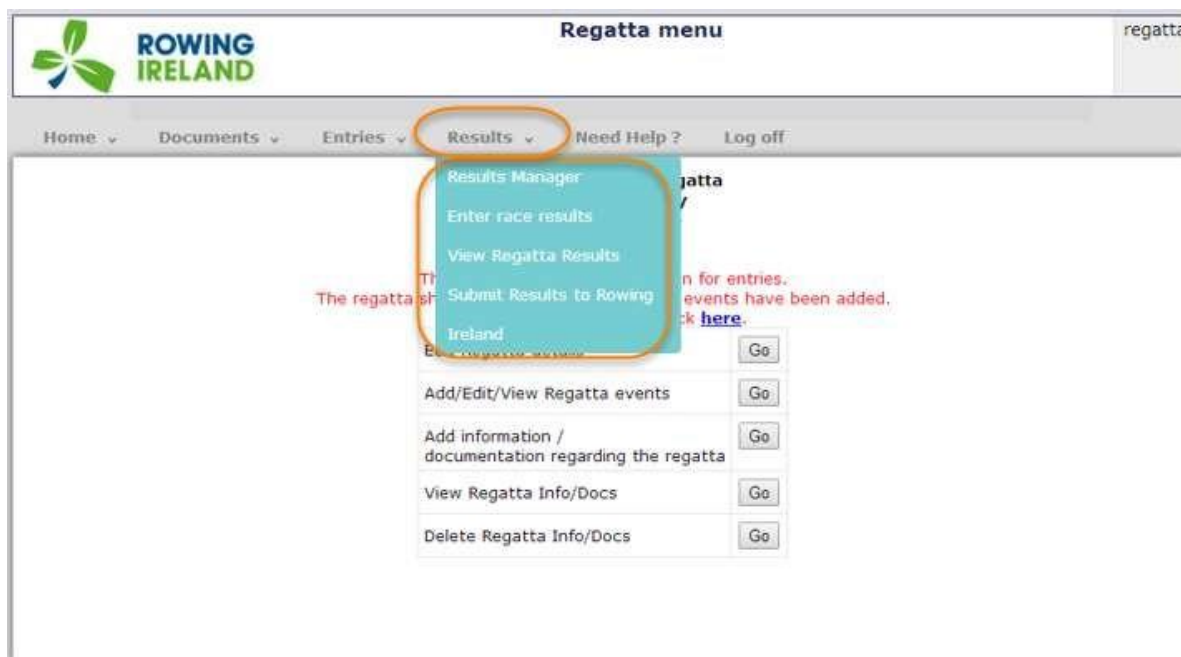 ROWING
IRELAND
Regatta menu
regatta
Home
Documents
Entries
Results
Need Help ?
Log off
Results Manager
gatta
Enter race results
View Regatta Results
Th
n for entries.
The regatta sh
Submit Results to Rowing
events have been added.
Ireland
ck here.
Go
Add/Edit/View Regatta events
Go
Add information /
documentation regarding the regatta
Go
View Regatta Info/Docs
Go
Delete Regatta Info/Docs
Go